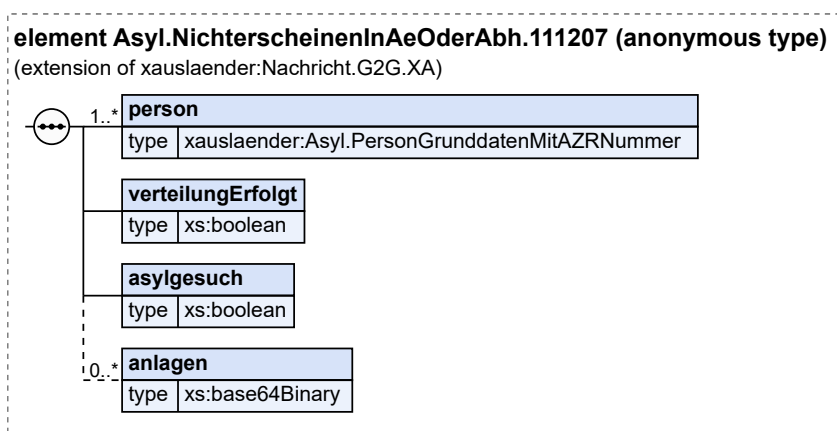 element Asyl.NichterscheinenInAeOderAbh.111207 (anonymous type)
(extension of xauslaender:Nachricht.G2G.XA)
1..* person
type xauslaender:Asyl.PersonGrunddatenMitAZRNummer
verteilungErfolgt
type xs:boolean
asylgesuch
type xs:boolean
0..* anlagen
type xs:base64Binary